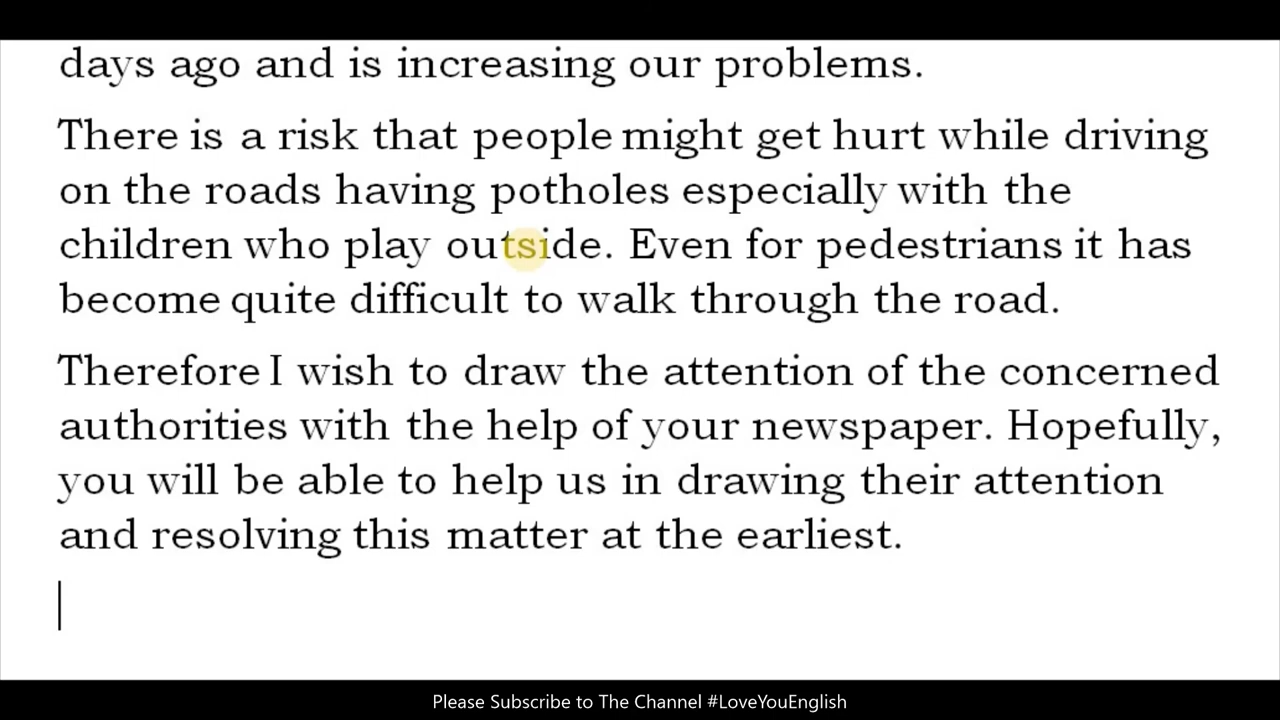 days ago and is increasing our problems.
There is a risk that people might get hurt while driving
on the roads having potholes especially with the
children who play outside. Even for pedestrians it has
become quite difficult to walk through the road.
Therefore I wish to draw the attention of the concerned
authorities with the help of your newspaper. Hopefully,
you will be able to help us in drawing their attention
and resolving this matter at the earliest.
Please Subscribe to The Channel #LoveYouEnglish